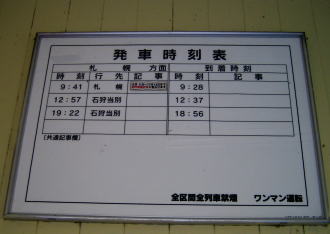 発車時刻表
札幌方面 到着時刻
時刻 行先 記事 時刻 記事
9:41 札幌 9:28
12:57 石狩当別 12:37
19:22 石狩当別 18:56
[共通記事欄]
全区間全列車禁煙 ワンマン運転